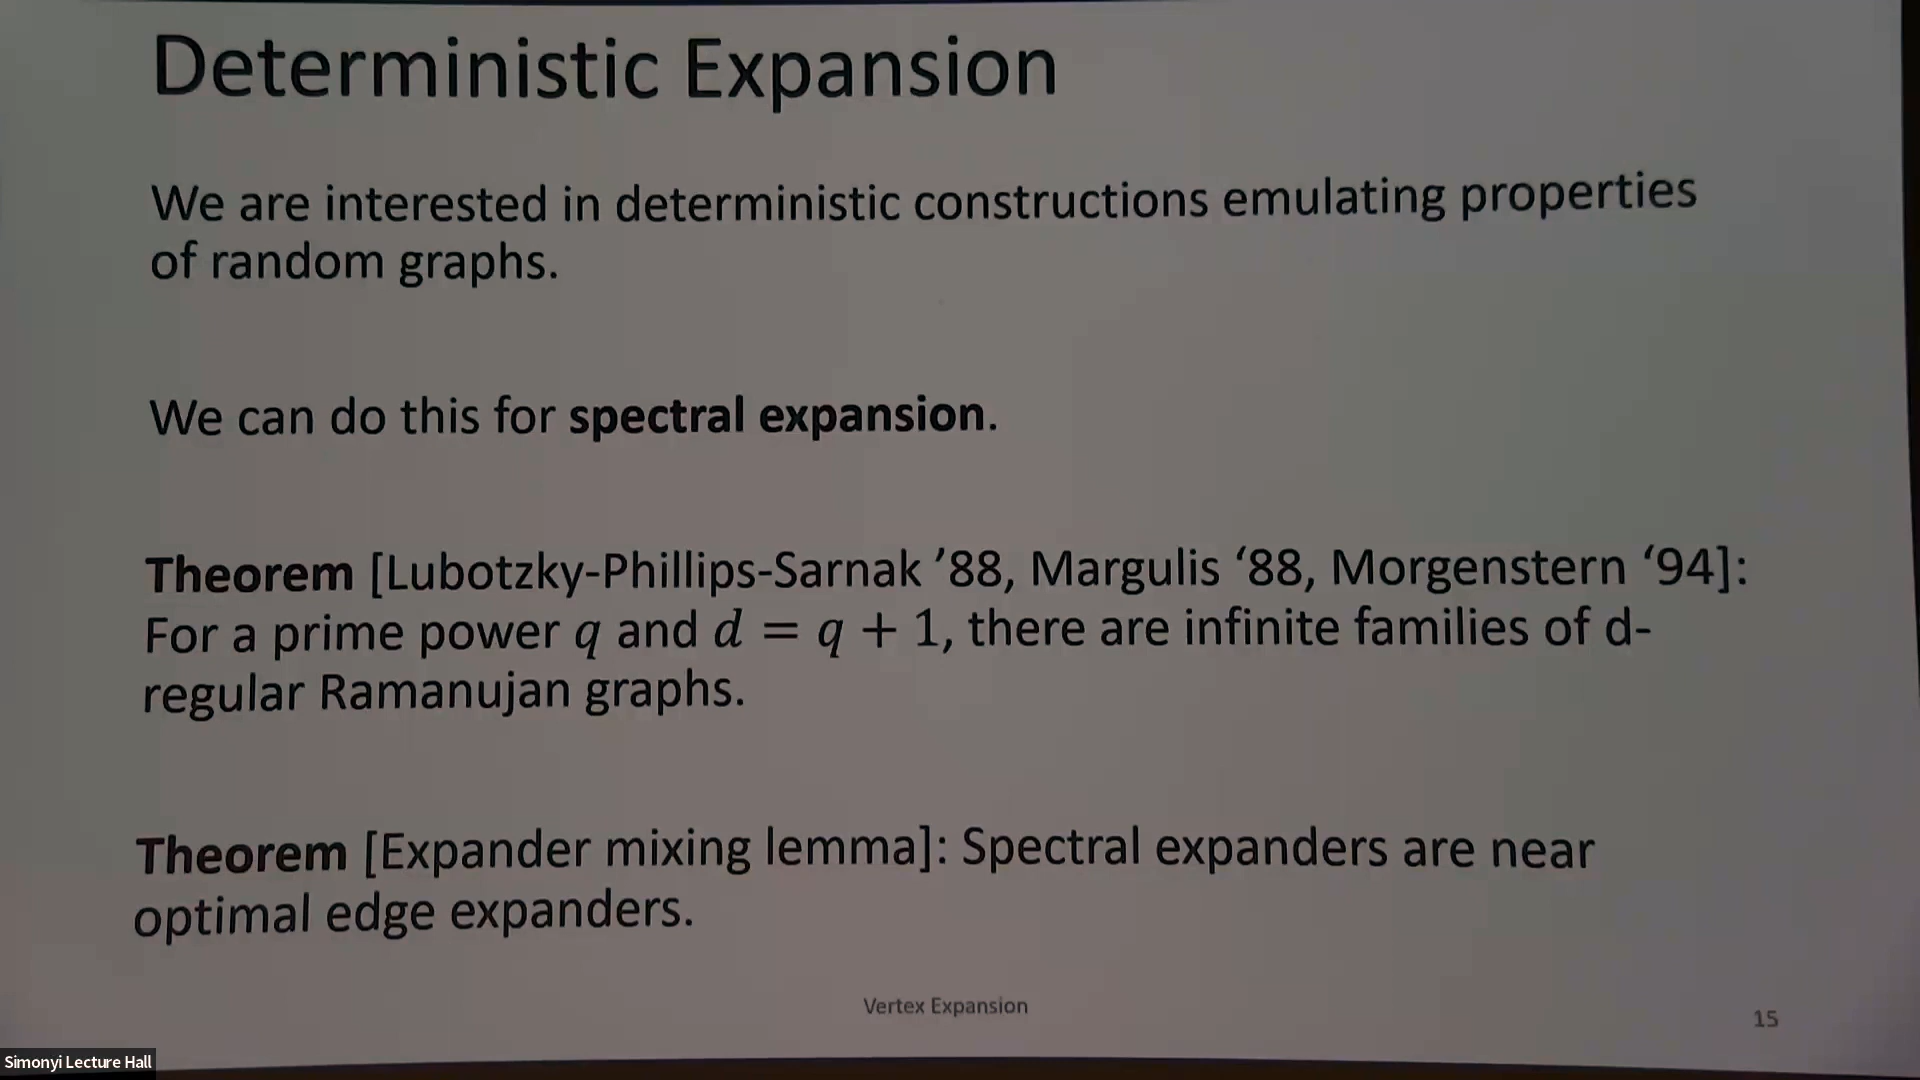 Deterministic Expansion
We are interested in deterministic constructions emulating properties
of random graphs.
We can do this for spectral expansion.
Theorem [Lubotzky-Phillips-Sarnak ’88, Margulis ‘88, Morgenstern ‘94]:
For a prime power q and d = q + 1, there are infinite families of d-
regular Ramanujan graphs.
Theorem [Expander mixing lemma]: Spectral expanders are near
optimal edge expanders.
Vertex Expansion
15
Simonyi Lecture Hall